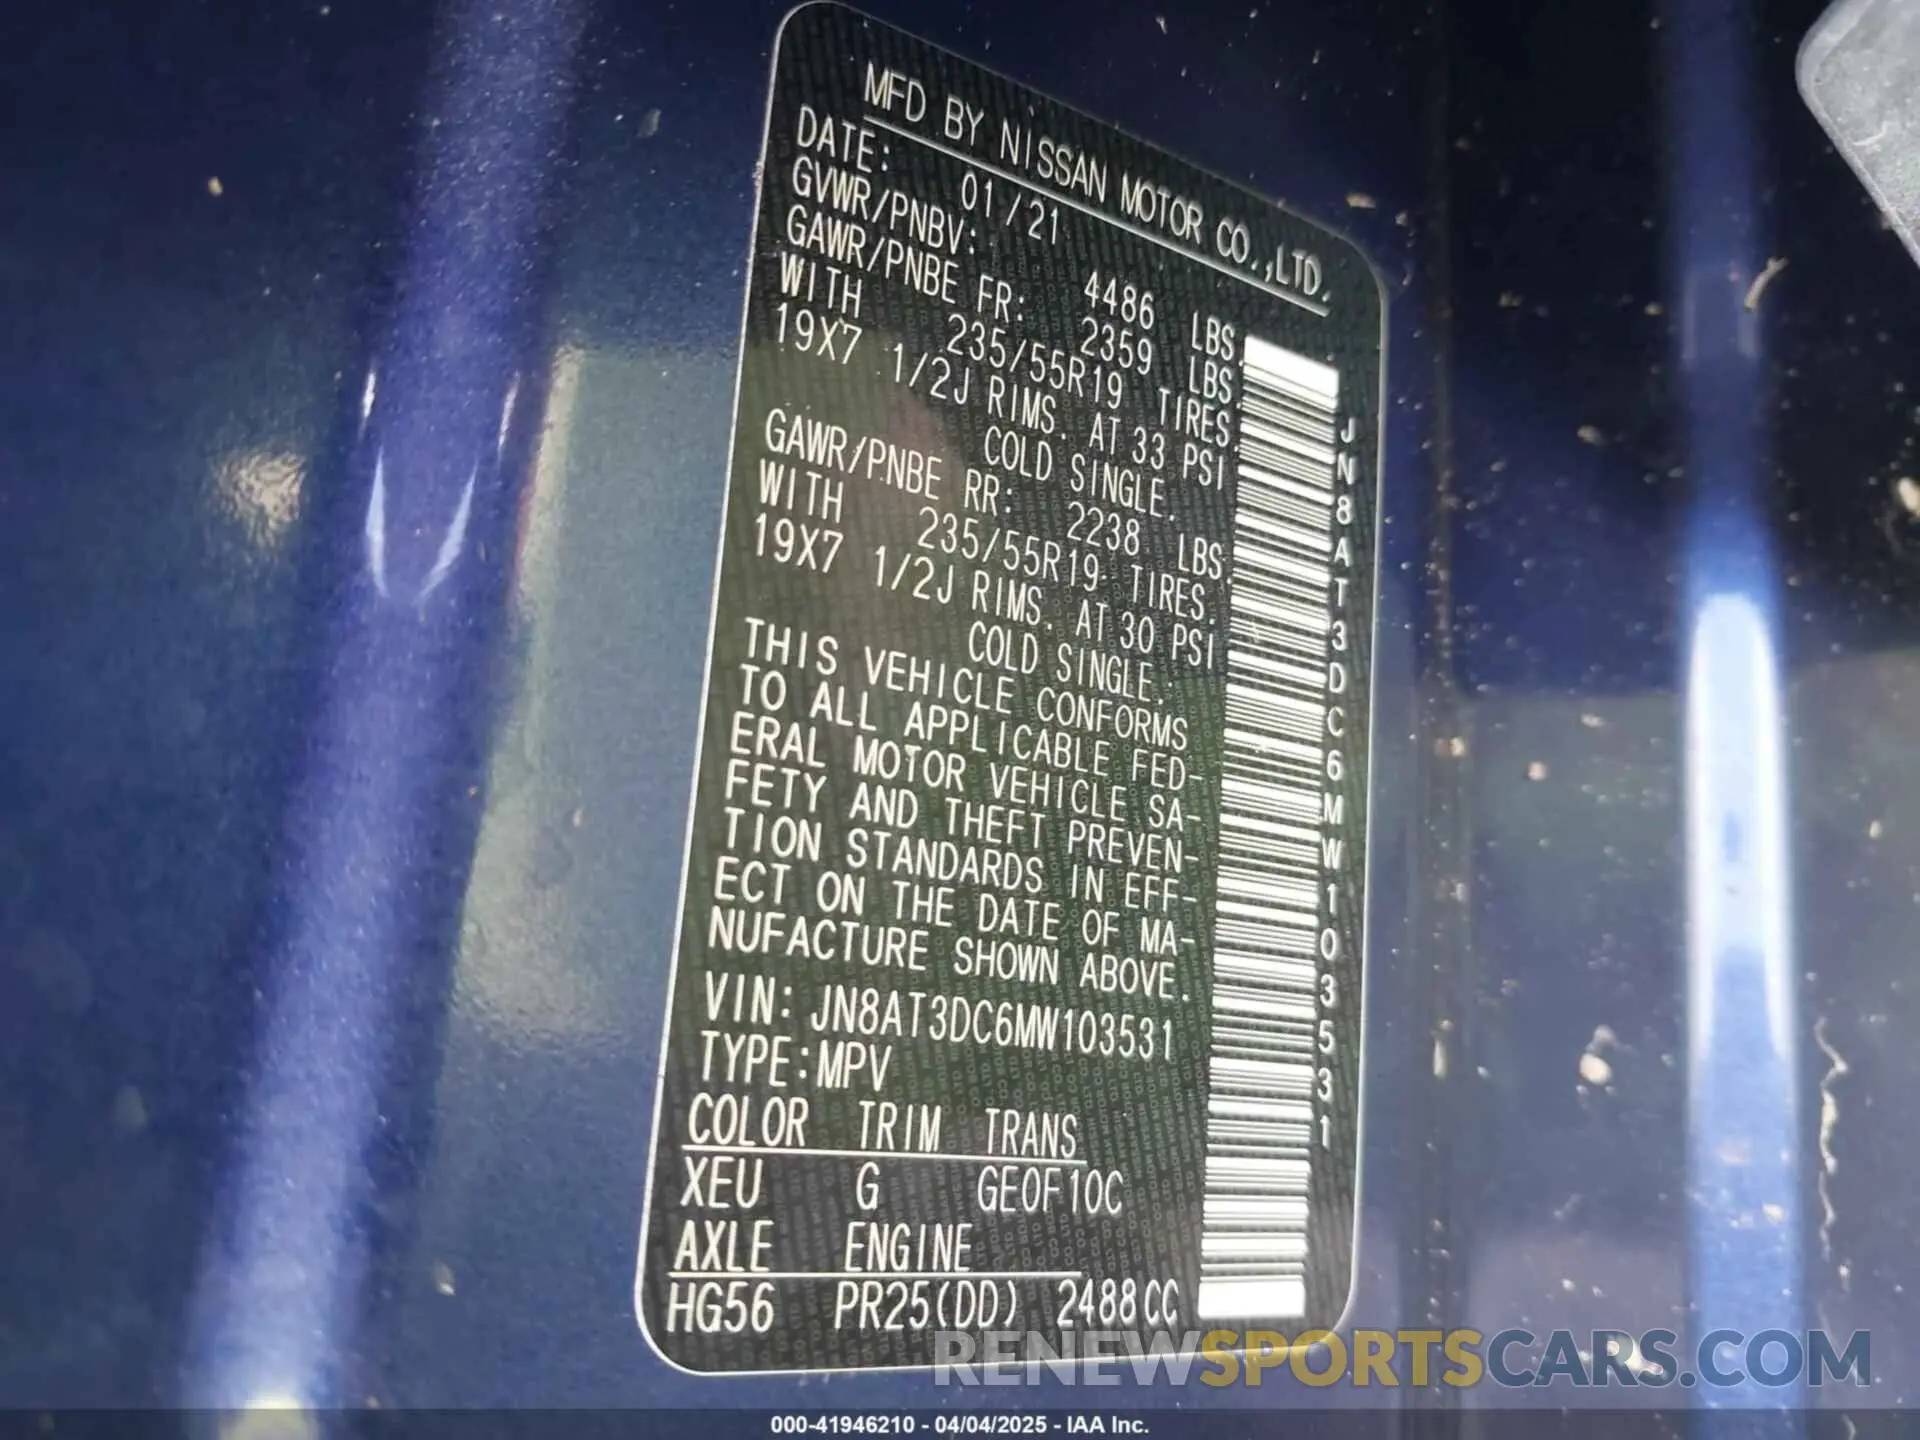 MFD BY NISSAN MOTOR CO.,LTD.
DATE: 01/21
GVWR/PNBV: 4486 LBS.
GAWR/PNBE FR: 2359 LBS.
WITH 235/55R19 TIRES.
19X7 1/2J RIMS. AT 33 PSI
COLD SINGLE.
GAWR/PNBE RR: 2238 LBS.
WITH 235/55R19 TIRES.
19X7 1/2J RIMS. AT 30 PSI
COLD SINGLE.
THIS VEHICLE CONFORMS
TO ALL APPLICABLE FED-
ERAL MOTOR VEHICLE SA-
FETY AND THEFT PREVEN-
TION STANDARDS IN EFF-
ECT ON THE DATE OF MA-
NUFACTURE SHOWN ABOVE.
VIN: JN8AT3DC6MW103531
TYPE:MPV
COLOR TRIM TRANS
XEU G GE0F10C
AXLE ENGINE
HG56 PR25(DD) 2488CC
JN8AT3DC6MW103531
RENEWSPORTSCARS.COM
000-41946210 - 04/04/2025 - IAA Inc.